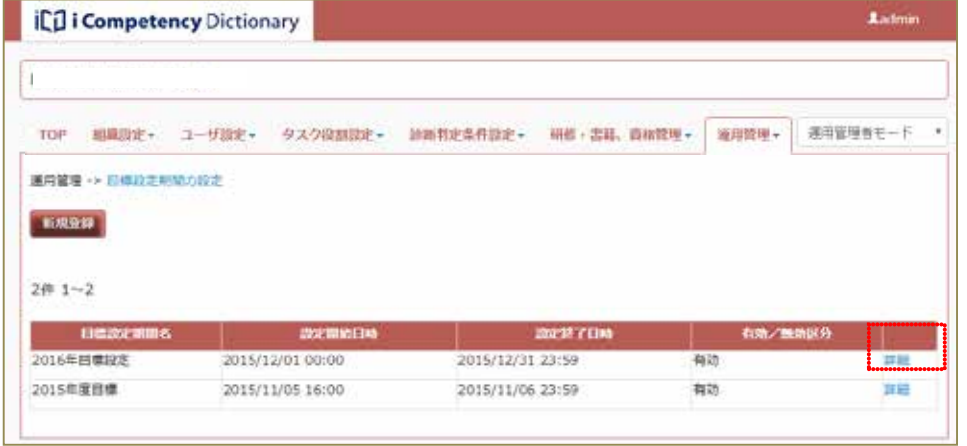 iCD i Competency Dictionary
admin
TOP 組織設定 ユーザ設定 タスク役割設定 診断判定条件設定 研修・書籍、資格管理 運用管理 運用管理者モード
運用管理 -> 目標設定期間の設定
新規登録
2件 1～2
目標設定期間名 設定開始日時 設定終了日時 有効／無効区分
2016年目標設定 2015/12/01 00:00 2015/12/31 23:59 有効 詳細
2015年度目標 2015/11/05 16:00 2015/11/06 23:59 有効 詳細